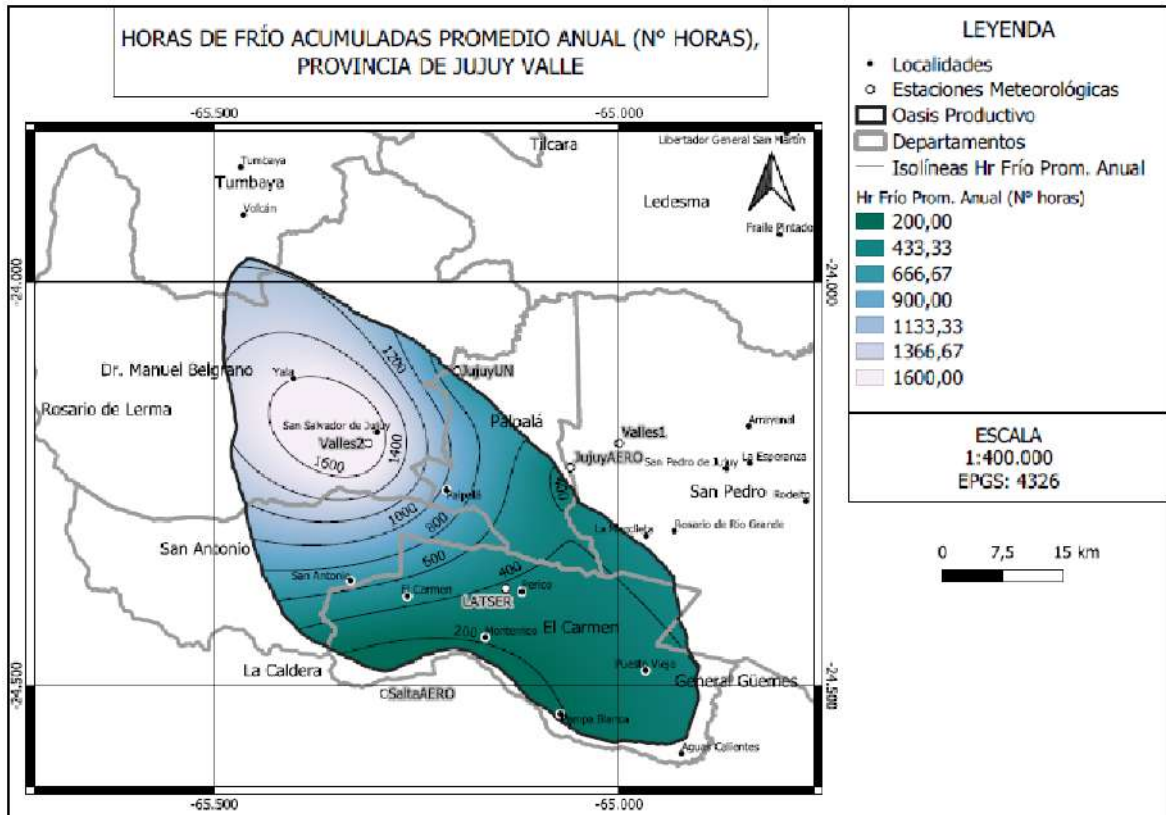 HORAS DE FRÍO ACUMULADAS PROMEDIO ANUAL (N° HORAS),
PROVINCIA DE JUJUY VALLE
-65.500
-65.000
Tilcara
Libertador General San Martín
Tumbaya
Tumbaya
Volcán
Ledesma
Fraile Pintado
-24.000
-24.000
1200
Dr. Manuel Belgrano
Yala
JujuyUN
Rosario de Lerma
San Salvador de Jujuy
Valles2
1400
1600
Palpalá
Valles1
Arrayanal
JujuyAERO
San Pedro de Jujuy
La Esperanza
400
Palpalá
San Pedro
Rodeito
1000
800
La Mendieta
Rosario de Río Grande
San Antonio
600
San Antonio
400
El Carmen
Perico
LATSER
200
Monterrico
El Carmen
La Caldera
Puesto Viejo
General Güemes
-24.500
-24.500
SaltaAERO
Pampa Blanca
Aguas Calientes
-65.500
-65.000
LEYENDA
Localidades
Estaciones Meteorológicas
Oasis Productivo
Departamentos
Isolíneas Hr Frío Prom. Anual
Hr Frío Prom. Anual (N° horas)
200,00
433,33
666,67
900,00
1133,33
1366,67
1600,00
ESCALA
1:400.000
EPGS: 4326
0 7,5 15 km